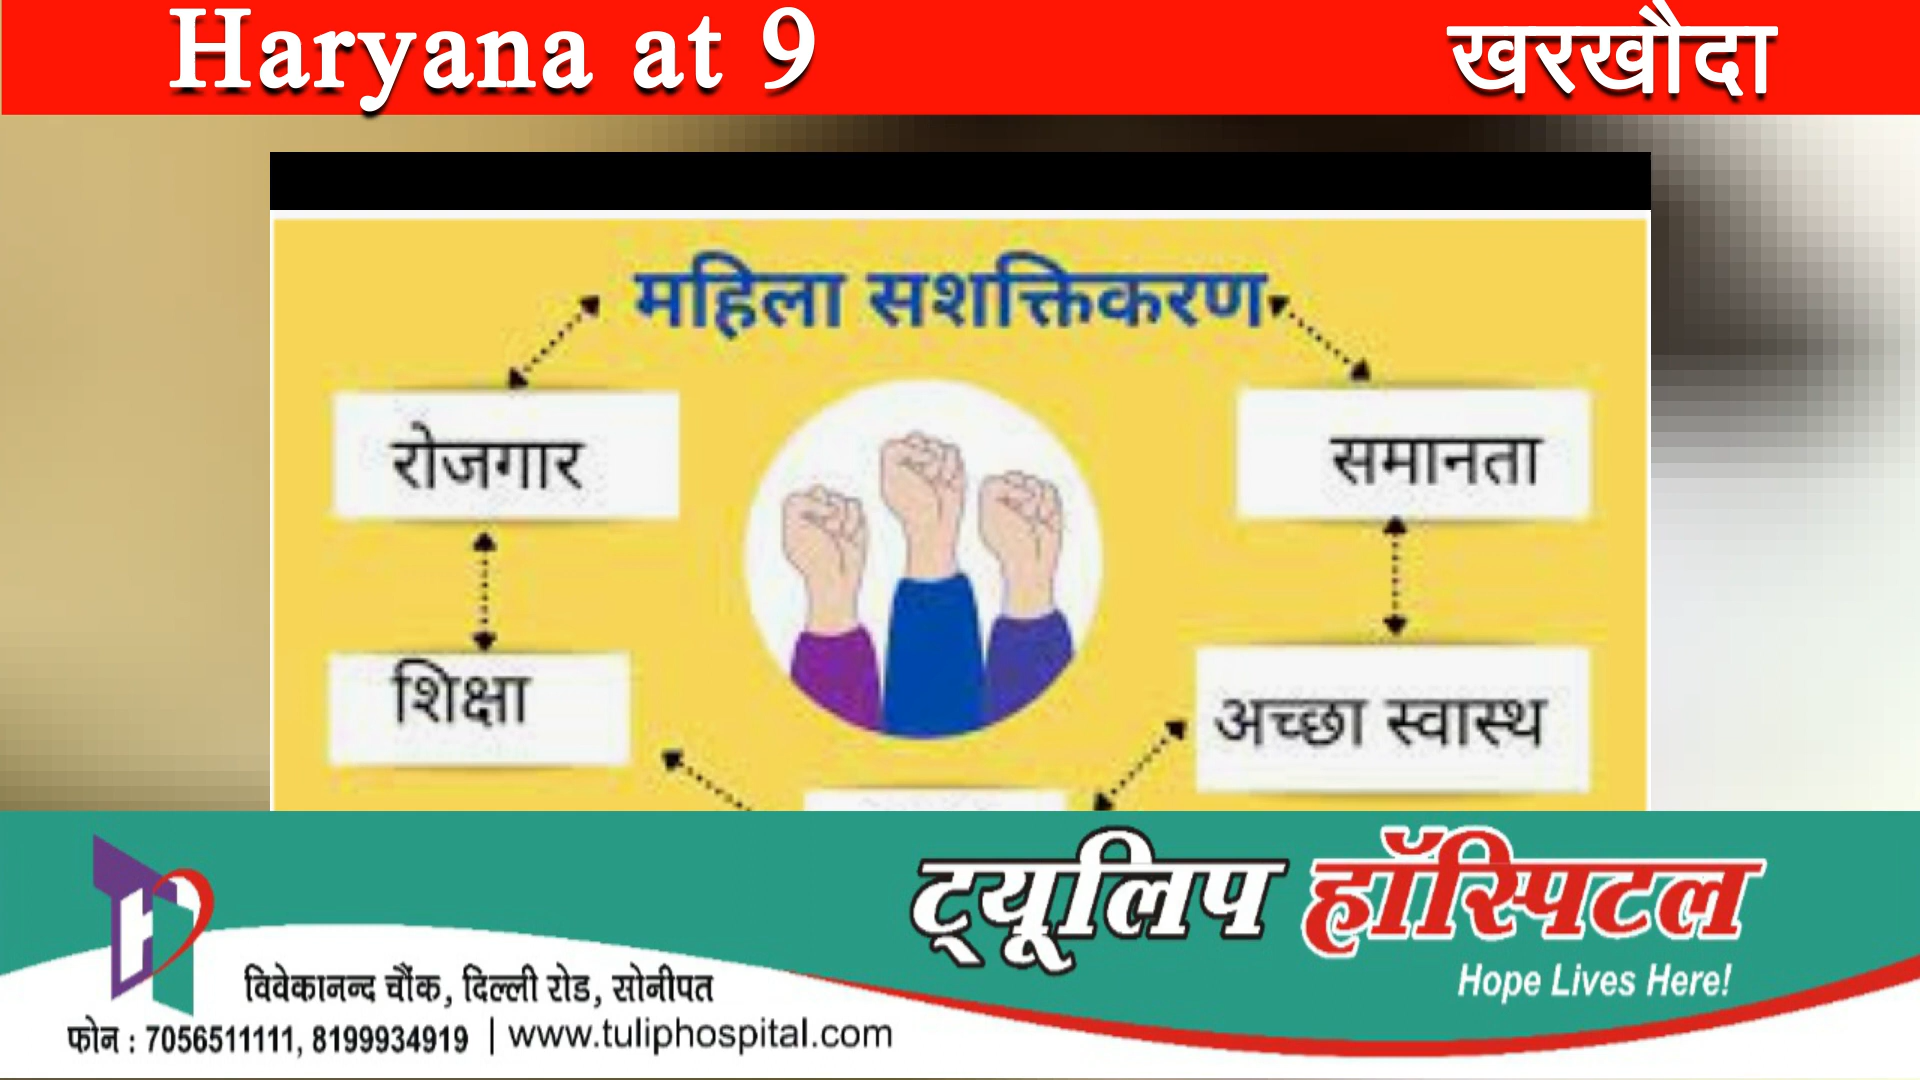 Haryana at 9
खरखौदा
महिला सशक्तिकरण
रोजगार
समानता
शिक्षा
अच्छा स्वास्थ
ट्यूलिप हॉस्पिटल
Hope Lives Here!
विवेकानन्द चौंक, दिल्ली रोड, सोनीपत
फोन : 7056511111, 8199934919 | www.tuliphospital.com